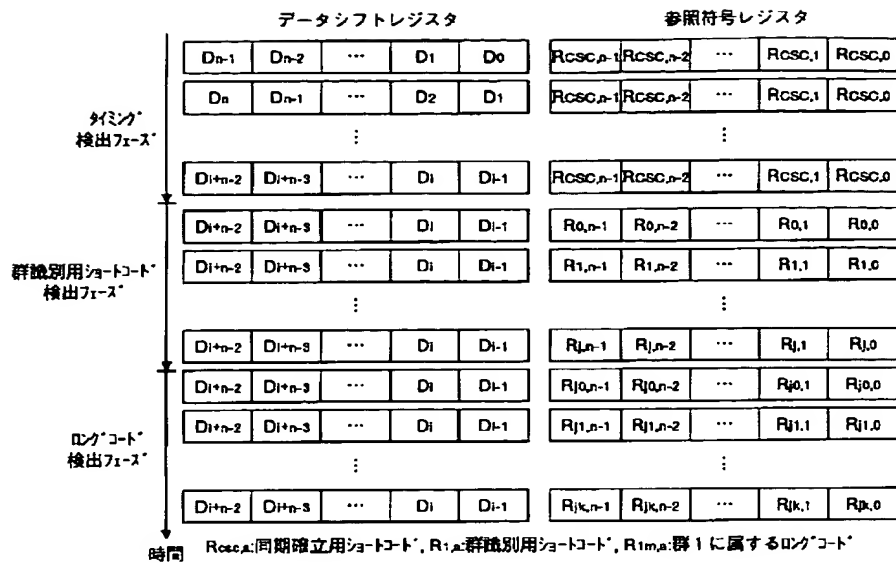 データシフトレジスタ 参照符号レジスタ
Dn-1 Dn-2 ··· D1 D0 RCSC,n-1 RCSC,n-2 ··· RCSC,1 RCSC,0
Dn Dn-1 ··· D2 D1 RCSC,n-1 RCSC,n-2 ··· RCSC,1 RCSC,0
タイミング
検出フェーズ
⋮ ⋮
Di+n-2 Di+n-3 ··· Di Di-1 RCSC,n-1 RCSC,n-2 ··· RCSC,1 RCSC,0
Di+n-2 Di+n-3 ··· Di Di-1 R0,n-1 R0,n-2 ··· R0,1 R0,0
Di+n-2 Di+n-3 ··· Di Di-1 R1,n-1 R1,n-2 ··· R1,1 R1,0
群識別用ショートコード
検出フェーズ
⋮ ⋮
Di+n-2 Di+n-3 ··· Di Di-1 Rj,n-1 Rj,n-2 ··· Rj,1 Rj,0
Di+n-2 Di+n-3 ··· Di Di-1 Rj0,n-1 Rj0,n-2 ··· Rj0,1 Rj0,0
Di+n-2 Di+n-3 ··· Di Di-1 Rj1,n-1 Rj1,n-2 ··· Rj1,1 Rj1,0
ロングコード
検出フェーズ
⋮ ⋮
Di+n-2 Di+n-3 ··· Di Di-1 Rjk,n-1 Rjk,n-2 ··· Rjk,1 Rjk,0
時間
Rcsc,a:同期確立用ショートコード, R1,a:群識別用ショートコード, R1m,a:群1に属するロングコード